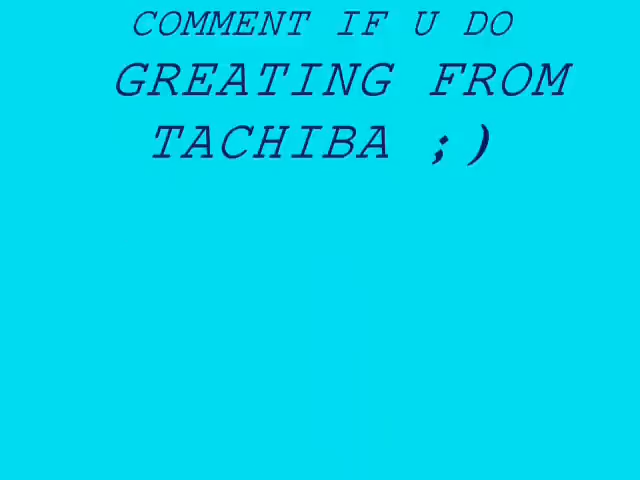 COMMENT IF U DO
GREATING FROM
TACHIBA ;)